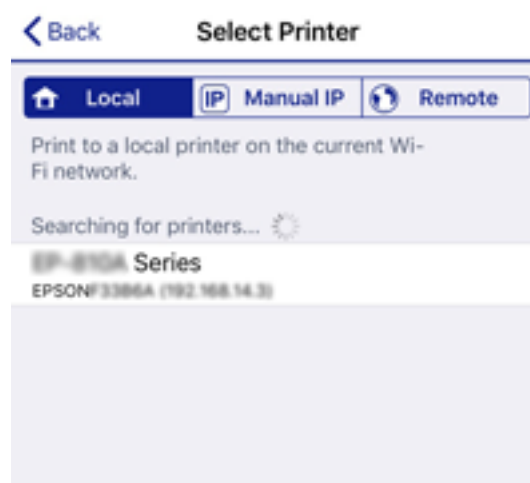 Back
Select Printer
Local
IP Manual IP
Remote
Print to a local printer on the current Wi-
Fi network.
Searching for printers...
Series
EPSON